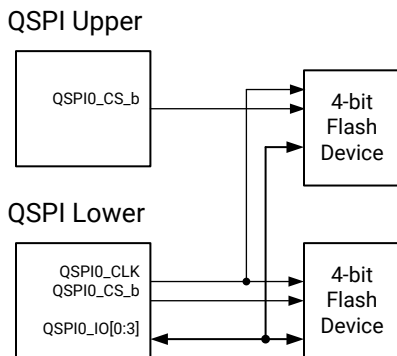 QSPI Upper
QSPI0_CS_b
4-bit
Flash
Device
QSPI Lower
QSPI0_CLK
QSPI0_CS_b
QSPI0_IO[0:3]
4-bit
Flash
Device